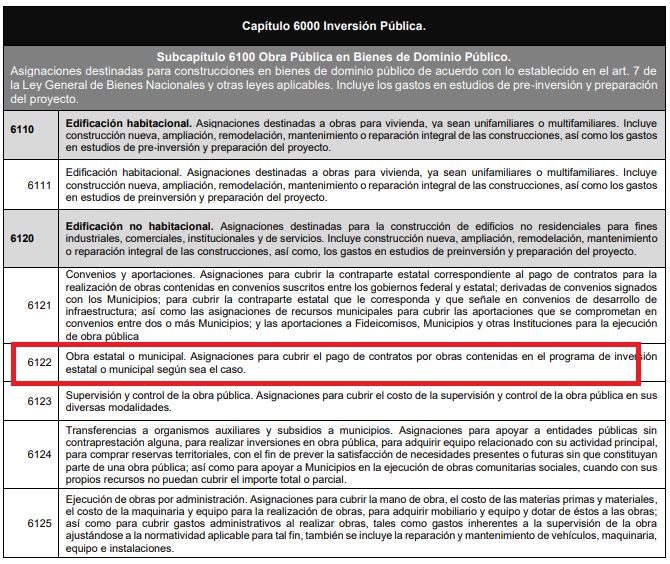 Capítulo 6000 Inversión Pública.
Subcapítulo 6100 Obra Pública en Bienes de Dominio Público.
Asignaciones destinadas para construcciones en bienes de dominio público de acuerdo con lo establecido en el art. 7 de
la Ley General de Bienes Nacionales y otras leyes aplicables. Incluye los gastos en estudios de pre-inversión y preparación
del proyecto.
6110 Edificación habitacional. Asignaciones destinadas a obras para vivienda, ya sean unifamiliares o multifamiliares. Incluye
construcción nueva, ampliación, remodelación, mantenimiento o reparación integral de las construcciones, así como los gastos
en estudios de pre-inversión y preparación del proyecto.
6111 Edificación habitacional. Asignaciones destinadas a obras para vivienda, ya sean unifamiliares o multifamiliares. Incluye
construcción nueva, ampliación, remodelación, mantenimiento o reparación integral de las construcciones, así como los gastos
en estudios de preinversión y preparación del proyecto.
6120 Edificación no habitacional. Asignaciones destinadas para la construcción de edificios no residenciales para fines
industriales, comerciales, institucionales y de servicios. Incluye construcción nueva, ampliación, remodelación, mantenimiento
o reparación integral de las construcciones, así como, los gastos en estudios de preinversión y preparación del proyecto.
6121 Convenios y aportaciones. Asignaciones para cubrir la contraparte estatal correspondiente al pago de contratos para la
realización de obras contenidas en convenios suscritos entre los gobiernos federal y estatal; derivadas de convenios signados
con los Municipios; para cubrir la contraparte estatal que le corresponda y que señale en convenios de desarrollo de
infraestructura; así como las asignaciones de recursos municipales para cubrir las aportaciones que se comprometan en
convenios entre dos o más Municipios; y las aportaciones a Fideicomisos, Municipios y otras Instituciones para la ejecución
de obra pública
6122 Obra estatal o municipal. Asignaciones para cubrir el pago de contratos por obras contenidas en el programa de inversión
estatal o municipal según sea el caso.
6123 Supervisión y control de la obra pública. Asignaciones para cubrir el costo de la supervisión y control de la obra pública en sus
diversas modalidades.
6124 Transferencias a organismos auxiliares y subsidios a municipios. Asignaciones para apoyar a entidades públicas sin
contraprestación alguna, para realizar inversiones en obra pública, para adquirir equipo relacionado con su actividad principal,
para comprar reservas territoriales, con el fin de prever la satisfacción de necesidades presentes o futuras sin que constituyan
parte de una obra pública; así como para apoyar a Municipios en la ejecución de obras comunitarias sociales, cuando con sus
propios recursos no puedan cubrir el importe total o parcial.
6125 Ejecución de obras por administración. Asignaciones para cubrir la mano de obra, el costo de las materias primas y materiales,
el costo de la maquinaria y equipo para la realización de obras, para adquirir mobiliario y equipo y dotar de éstos a las obras;
así como para cubrir gastos administrativos al realizar obras, tales como gastos inherentes a la supervisión de la obra
ajustándose a la normatividad aplicable para tal fin, también se incluye la reparación y mantenimiento de vehículos, maquinaria,
equipo e instalaciones.